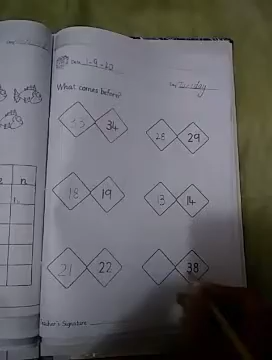 Date 1-9-20
What comes before?
Day Tuesday
33 34
28 29
18 19
13 14
21 22
38
Teacher's Signature